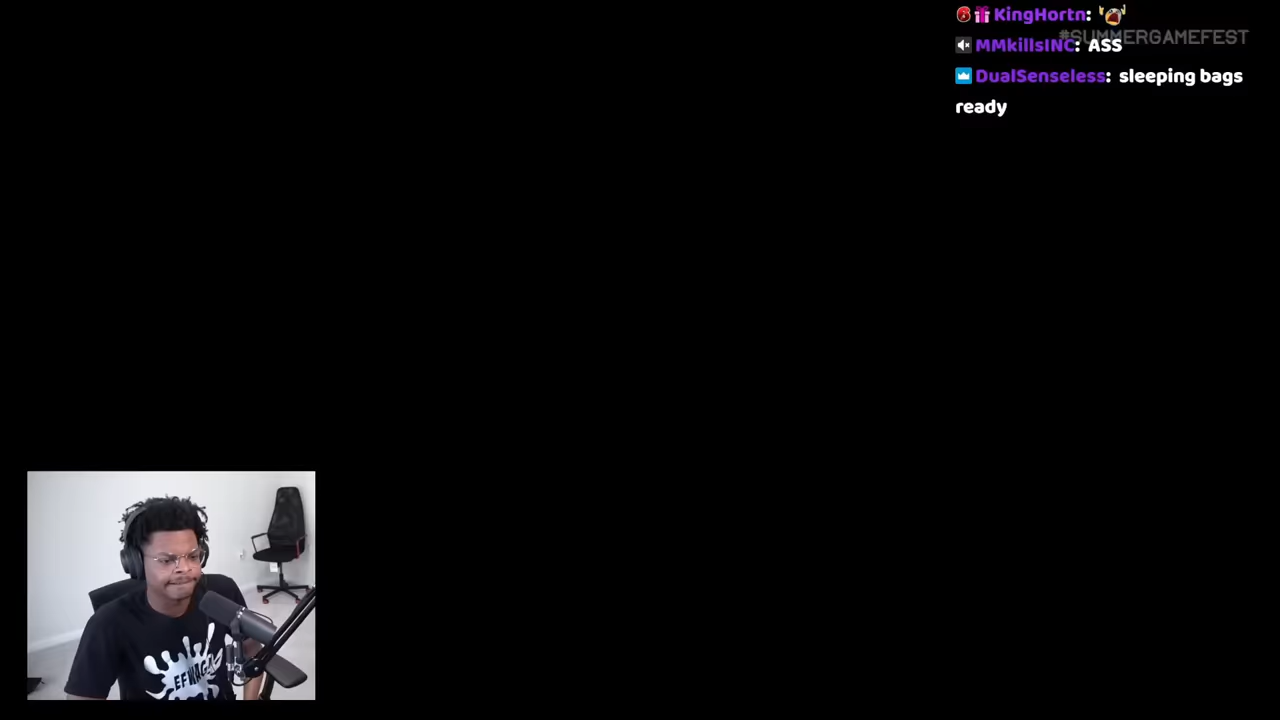 KingHortn:
#SUMMERGAMEFEST
MMkillsINC: ASS
DualSenseless: sleeping bags
ready